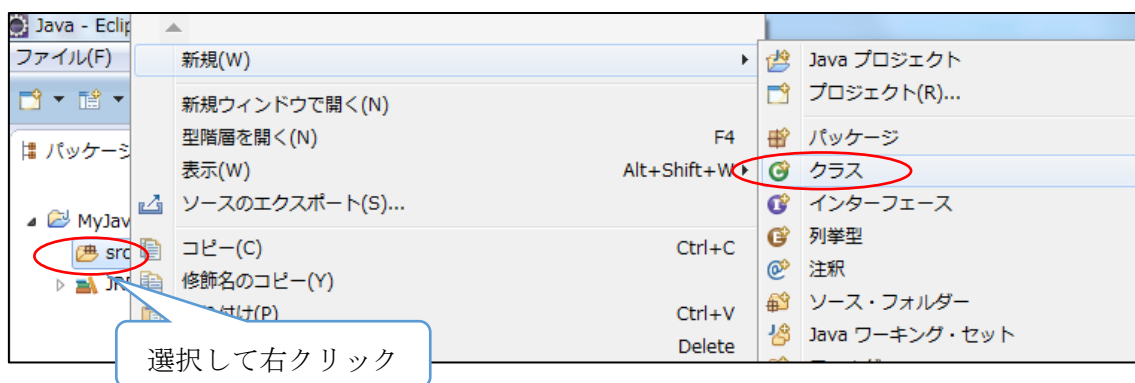 Java - Eclip
ファイル(F)
パッケージ
MyJav
src
JR
新規(W)
新規ウィンドウで開く(N)
型階層を開く(N) F4
表示(W) Alt+Shift+W
ソースのエクスポート(S)...
コピー(C) Ctrl+C
修飾名のコピー(Y)
付け(P) Ctrl+V
Delete
Java プロジェクト
プロジェクト(R)...
パッケージ
クラス
インターフェース
列挙型
注釈
ソース・フォルダー
Java ワーキング・セット
選択して右クリック